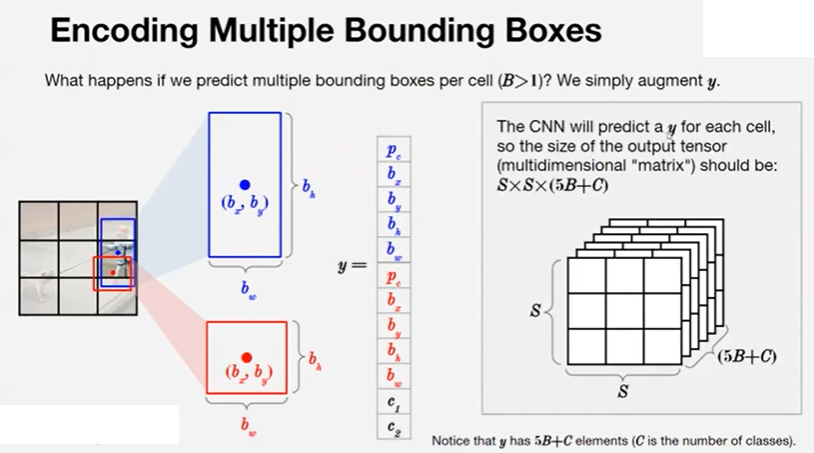 Encoding Multiple Bounding Boxes
What happens if we predict multiple bounding boxes per cell (B>1)? We simply augment y.
(b_x, b_y)
b_h
b_w
(b_x, b_y)
b_h
b_w
y =
p_c
b_x
b_y
b_h
b_w
p_c
b_x
b_y
b_h
b_w
c_1
c_2
The CNN will predict a y for each cell,
so the size of the output tensor
(multidimensional "matrix") should be:
S×S×(5B+C)
S
(5B+C)
S
Notice that y has 5B+C elements (C is the number of classes).